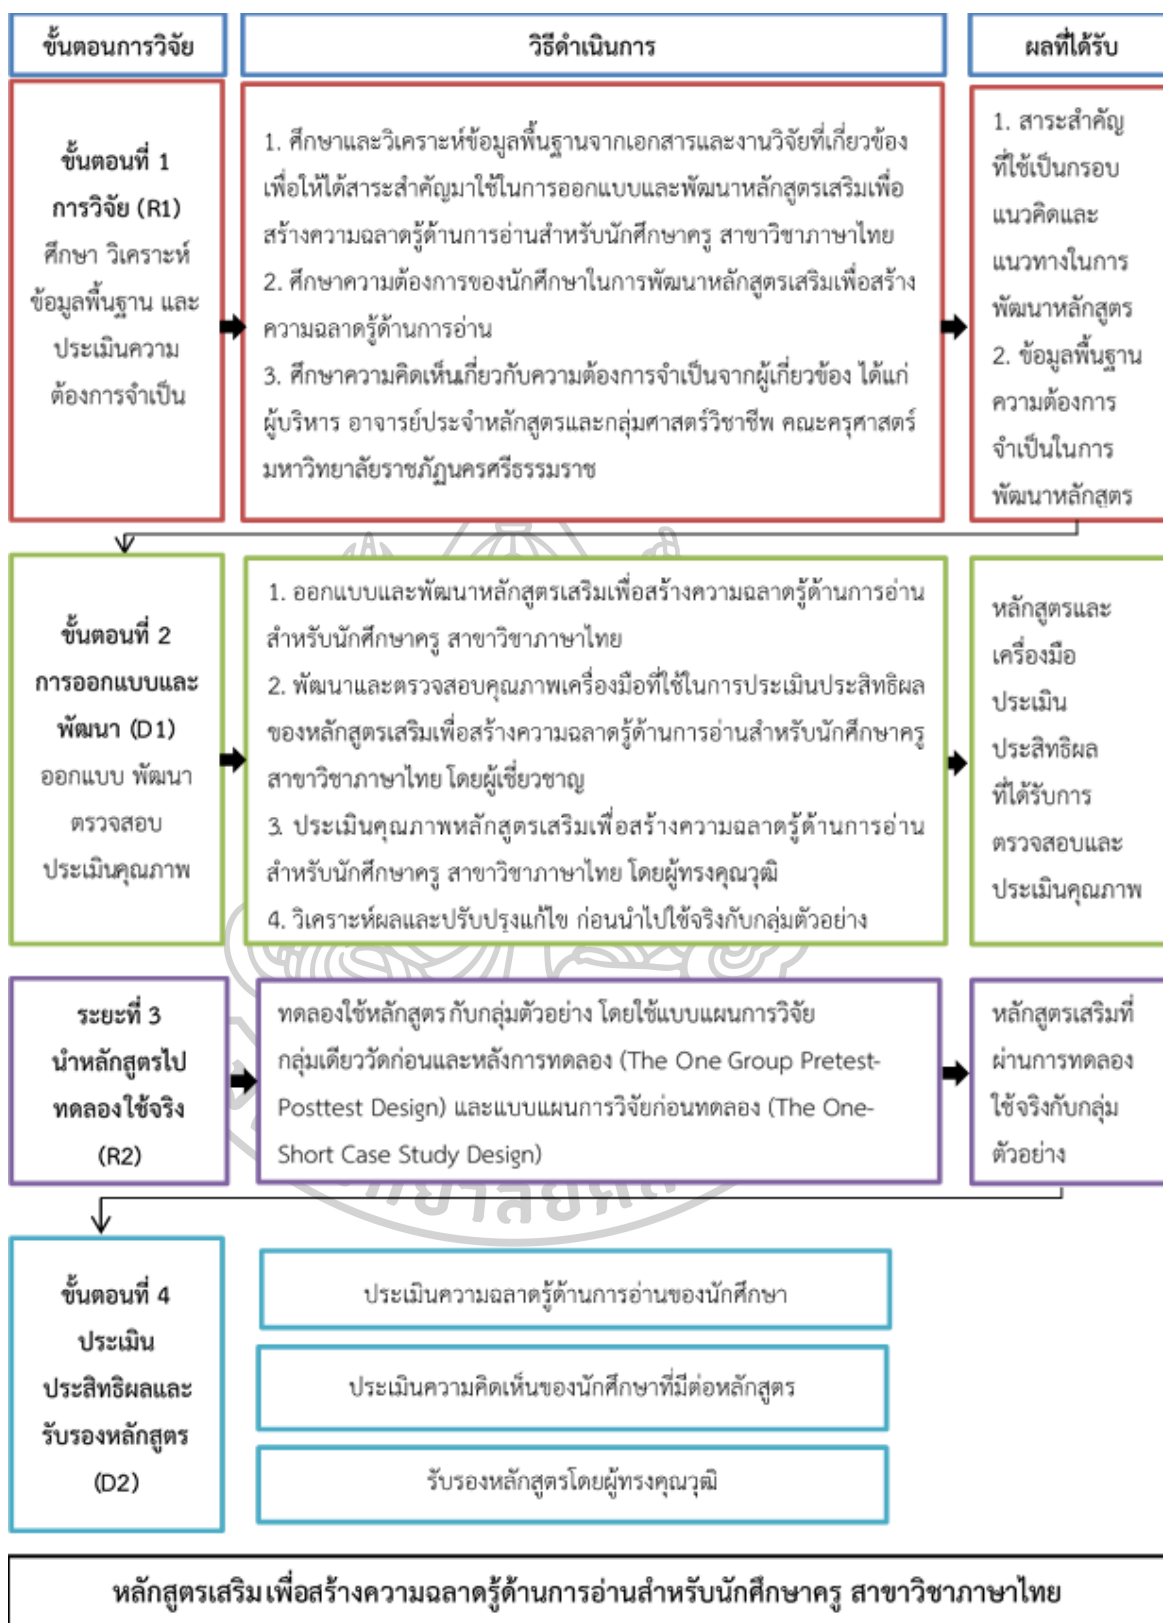 ขั้นตอนการวิจัย
วิธีดำเนินการ
ผลที่ได้รับ
ขั้นตอนที่ 1
การวิจัย (R1)
ศึกษา วิเคราะห์
ข้อมูลพื้นฐาน และ
ประเมินความ
ต้องการจำเป็น
1. ศึกษาและวิเคราะห์ข้อมูลพื้นฐานจากเอกสารและงานวิจัยที่เกี่ยวข้อง
เพื่อให้ได้สาระสำคัญมาใช้ในการออกแบบและพัฒนาหลักสูตรเสริมเพื่อ
สร้างความฉลาดรู้ด้านการอ่านสำหรับนักศึกษาครู สาขาวิชาภาษาไทย
2. ศึกษาความต้องการของนักศึกษาในการพัฒนาหลักสูตรเสริมเพื่อสร้าง
ความฉลาดรู้ด้านการอ่าน
3. ศึกษาความคิดเห็นเกี่ยวกับความต้องการจำเป็นจากผู้เกี่ยวข้อง ได้แก่
ผู้บริหาร อาจารย์ประจำหลักสูตรและกลุ่มศาสตร์วิชาชีพ คณะครุศาสตร์
มหาวิทยาลัยราชภัฏนครศรีธรรมราช
1. สาระสำคัญ
ที่ใช้เป็นกรอบ
แนวคิดและ
แนวทางในการ
พัฒนาหลักสูตร
2. ข้อมูลพื้นฐาน
ความต้องการ
จำเป็นในการ
พัฒนาหลักสูตร
ขั้นตอนที่ 2
การออกแบบและ
พัฒนา (D1)
ออกแบบ พัฒนา
ตรวจสอบ
ประเมินคุณภาพ
1. ออกแบบและพัฒนาหลักสูตรเสริมเพื่อสร้างความฉลาดรู้ด้านการอ่าน
สำหรับนักศึกษาครู สาขาวิชาภาษาไทย
2. พัฒนาและตรวจสอบคุณภาพเครื่องมือที่ใช้ในการประเมินประสิทธิผล
ของหลักสูตรเสริมเพื่อสร้างความฉลาดรู้ด้านการอ่านสำหรับนักศึกษาครู
สาขาวิชาภาษาไทย โดยผู้เชี่ยวชาญ
3. ประเมินคุณภาพหลักสูตรเสริมเพื่อสร้างความฉลาดรู้ด้านการอ่าน
สำหรับนักศึกษาครู สาขาวิชาภาษาไทย โดยผู้ทรงคุณวุฒิ
4. วิเคราะห์ผลและปรับปรุงแก้ไข ก่อนนำไปใช้จริงกับกลุ่มตัวอย่าง
หลักสูตรและ
เครื่องมือ
ประเมิน
ประสิทธิผล
ที่ได้รับการ
ตรวจสอบและ
ประเมินคุณภาพ
ระยะที่ 3
นำหลักสูตรไป
ทดลองใช้จริง
(R2)
ทดลองใช้หลักสูตร กับกลุ่มตัวอย่าง โดยใช้แบบแผนการวิจัย
กลุ่มเดียววัดก่อนและหลังการทดลอง (The One Group Pretest-
Posttest Design) และแบบแผนการวิจัยก่อนทดลอง (The One-
Short Case Study Design)
หลักสูตรเสริมที่
ผ่านการทดลอง
ใช้จริงกับกลุ่ม
ตัวอย่าง
ขั้นตอนที่ 4
ประเมิน
ประสิทธิผลและ
รับรองหลักสูตร
(D2)
ประเมินความฉลาดรู้ด้านการอ่านของนักศึกษา
ประเมินความคิดเห็นของนักศึกษาที่มีต่อหลักสูตร
รับรองหลักสูตรโดยผู้ทรงคุณวุฒิ
หลักสูตรเสริมเพื่อสร้างความฉลาดรู้ด้านการอ่านสำหรับนักศึกษาครู สาขาวิชาภาษาไทย